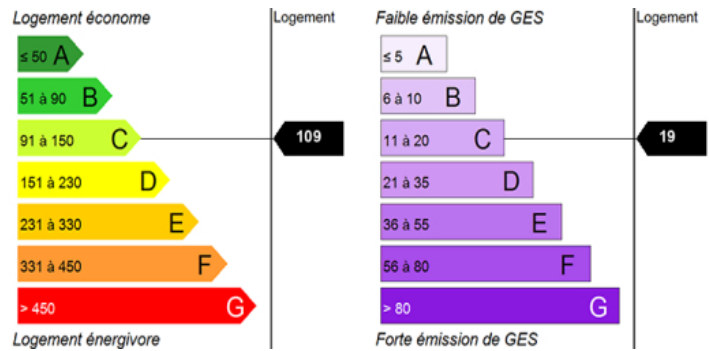 Logement économe
Logement
≤ 50 A
51 à 90 B
91 à 150 C
109
151 à 230 D
231 à 330 E
331 à 450 F
> 450 G
Logement énergivore
Faible émission de GES
Logement
≤ 5 A
6 à 10 B
11 à 20 C
19
21 à 35 D
36 à 55 E
56 à 80 F
> 80 G
Forte émission de GES